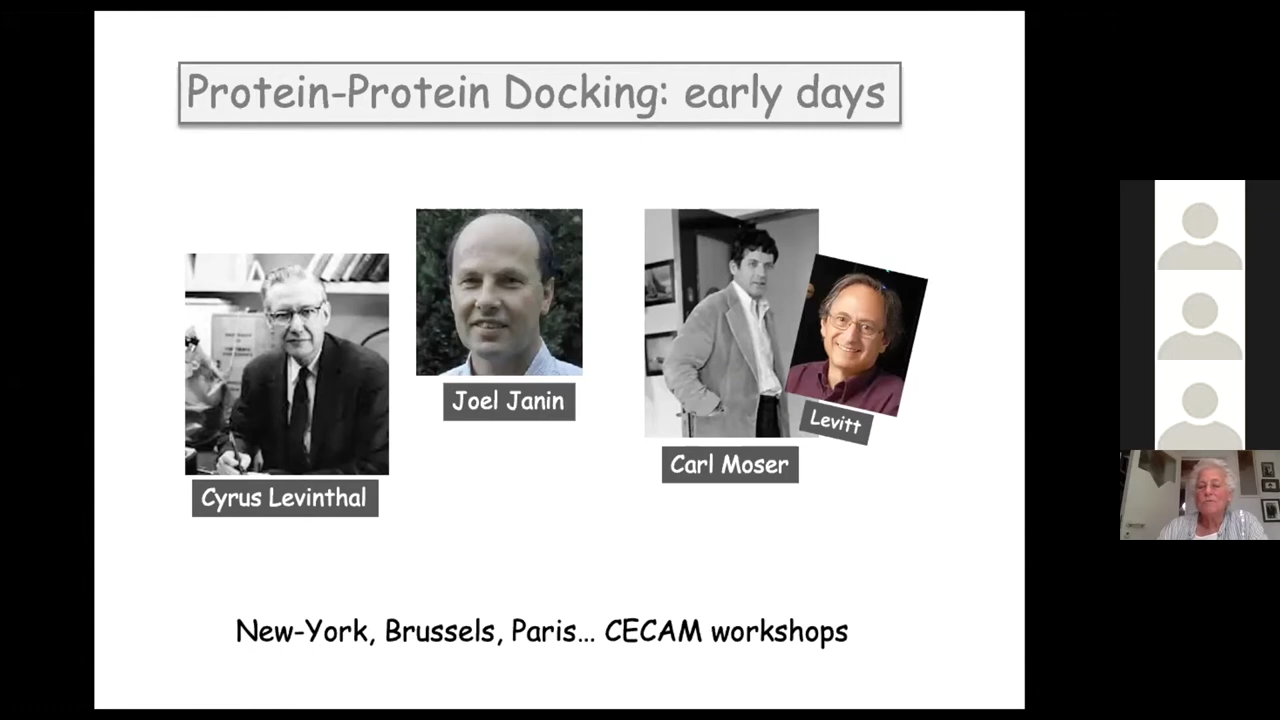 Protein-Protein Docking: early days
Joel Janin
Levitt
Carl Moser
Cyrus Levinthal
New-York, Brussels, Paris... CECAM workshops